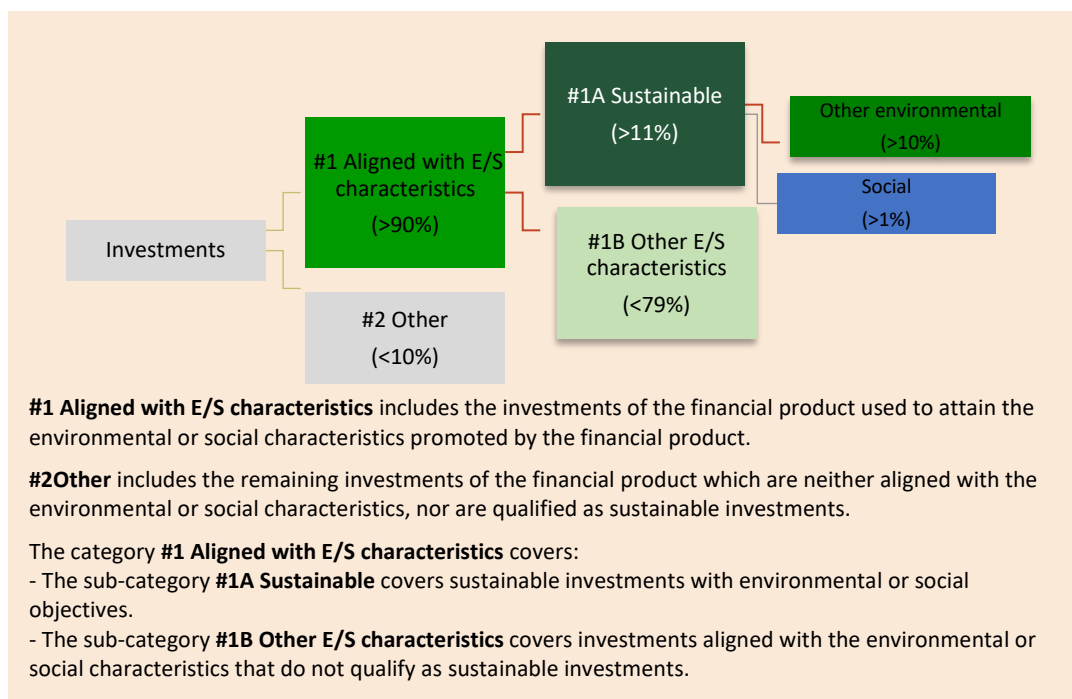 #1A Sustainable
(>11%)
Other environmental
(>10%)
#1 Aligned with E/S
characteristics
(>90%)
Social
(>1%)
Investments
#1B Other E/S
characteristics
(<79%)
#2 Other
(<10%)
#1 Aligned with E/S characteristics includes the investments of the financial product used to attain the
environmental or social characteristics promoted by the financial product.
#2Other includes the remaining investments of the financial product which are neither aligned with the
environmental or social characteristics, nor are qualified as sustainable investments.
The category #1 Aligned with E/S characteristics covers:
- The sub-category #1A Sustainable covers sustainable investments with environmental or social
objectives.
- The sub-category #1B Other E/S characteristics covers investments aligned with the environmental or
social characteristics that do not qualify as sustainable investments.